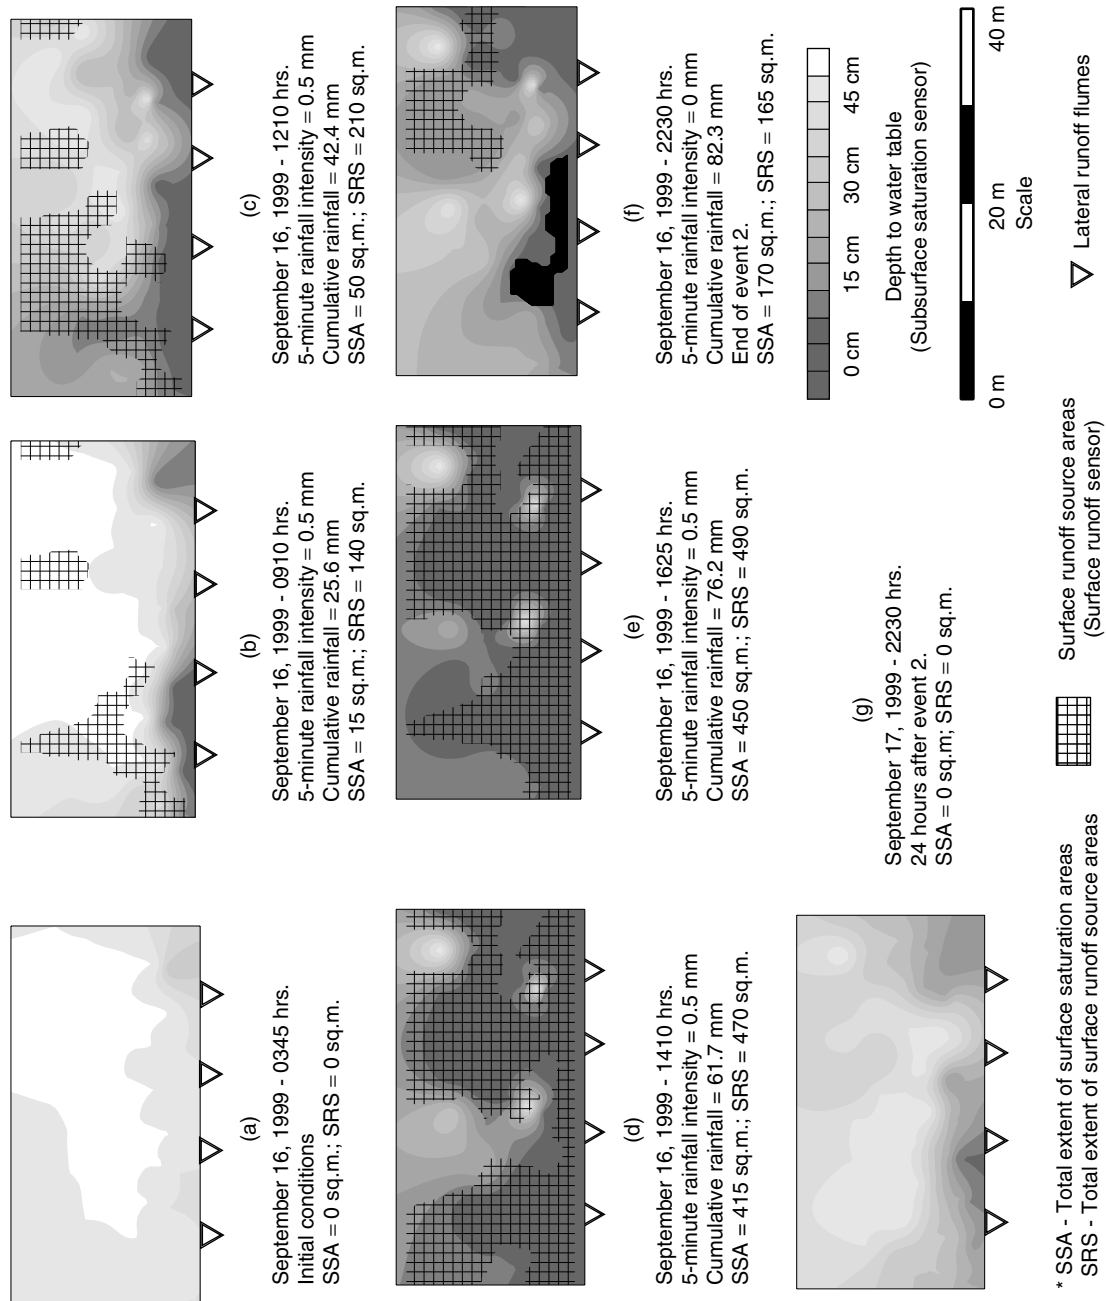 (a)
September 16, 1999 - 0345 hrs.
Initial conditions
SSA = 0 sq.m.; SRS = 0 sq.m
(b)
September 16, 1999 - 0910 hrs.
5-minute rainfall intensity = 0.5 mm
Cumulative rainfall = 25.6 mm
SSA = 15 sq.m.; SRS = 140 sq.m.
(c)
September 16, 1999 - 1210 hrs.
5-minute rainfall intensity = 0.5 mm
Cumulative rainfall = 42.4 mm
SSA = 50 sq.m.; SRS = 210 sq.m.
(d)
September 16, 1999 - 1410 hrs.
5-minute rainfall intensity = 0.5 mm
Cumulative rainfall = 61.7 mm
SSA = 415 sq.m.; SRS = 470 sq.m.
(e)
September 16, 1999 - 1625 hrs.
5-minute rainfall intensity = 0.5 mm
Cumulative rainfall = 76.2 mm
SSA = 450 sq.m.; SRS = 490 sq.m.
(f)
September 16, 1999 - 2230 hrs.
5-minute rainfall intensity = 0 mm
Cumulative rainfall = 82.3 mm
End of event 2.
SSA = 170 sq.m.; SRS = 165 sq.m.
(g)
September 17, 1999 - 2230 hrs.
24 hours after event 2.
SSA = 0 sq.m; SRS = 0 sq.m.
0 cm 15 cm 30 cm 45 cm
Depth to water table
(Subsurface saturation sensor)
0 m 20 m 40 m
Scale
* SSA - Total extent of surface saturation areas
SRS - Total extent of surface runoff source areas
Surface runoff source areas
(Surface runoff sensor)
Lateral runoff flumes